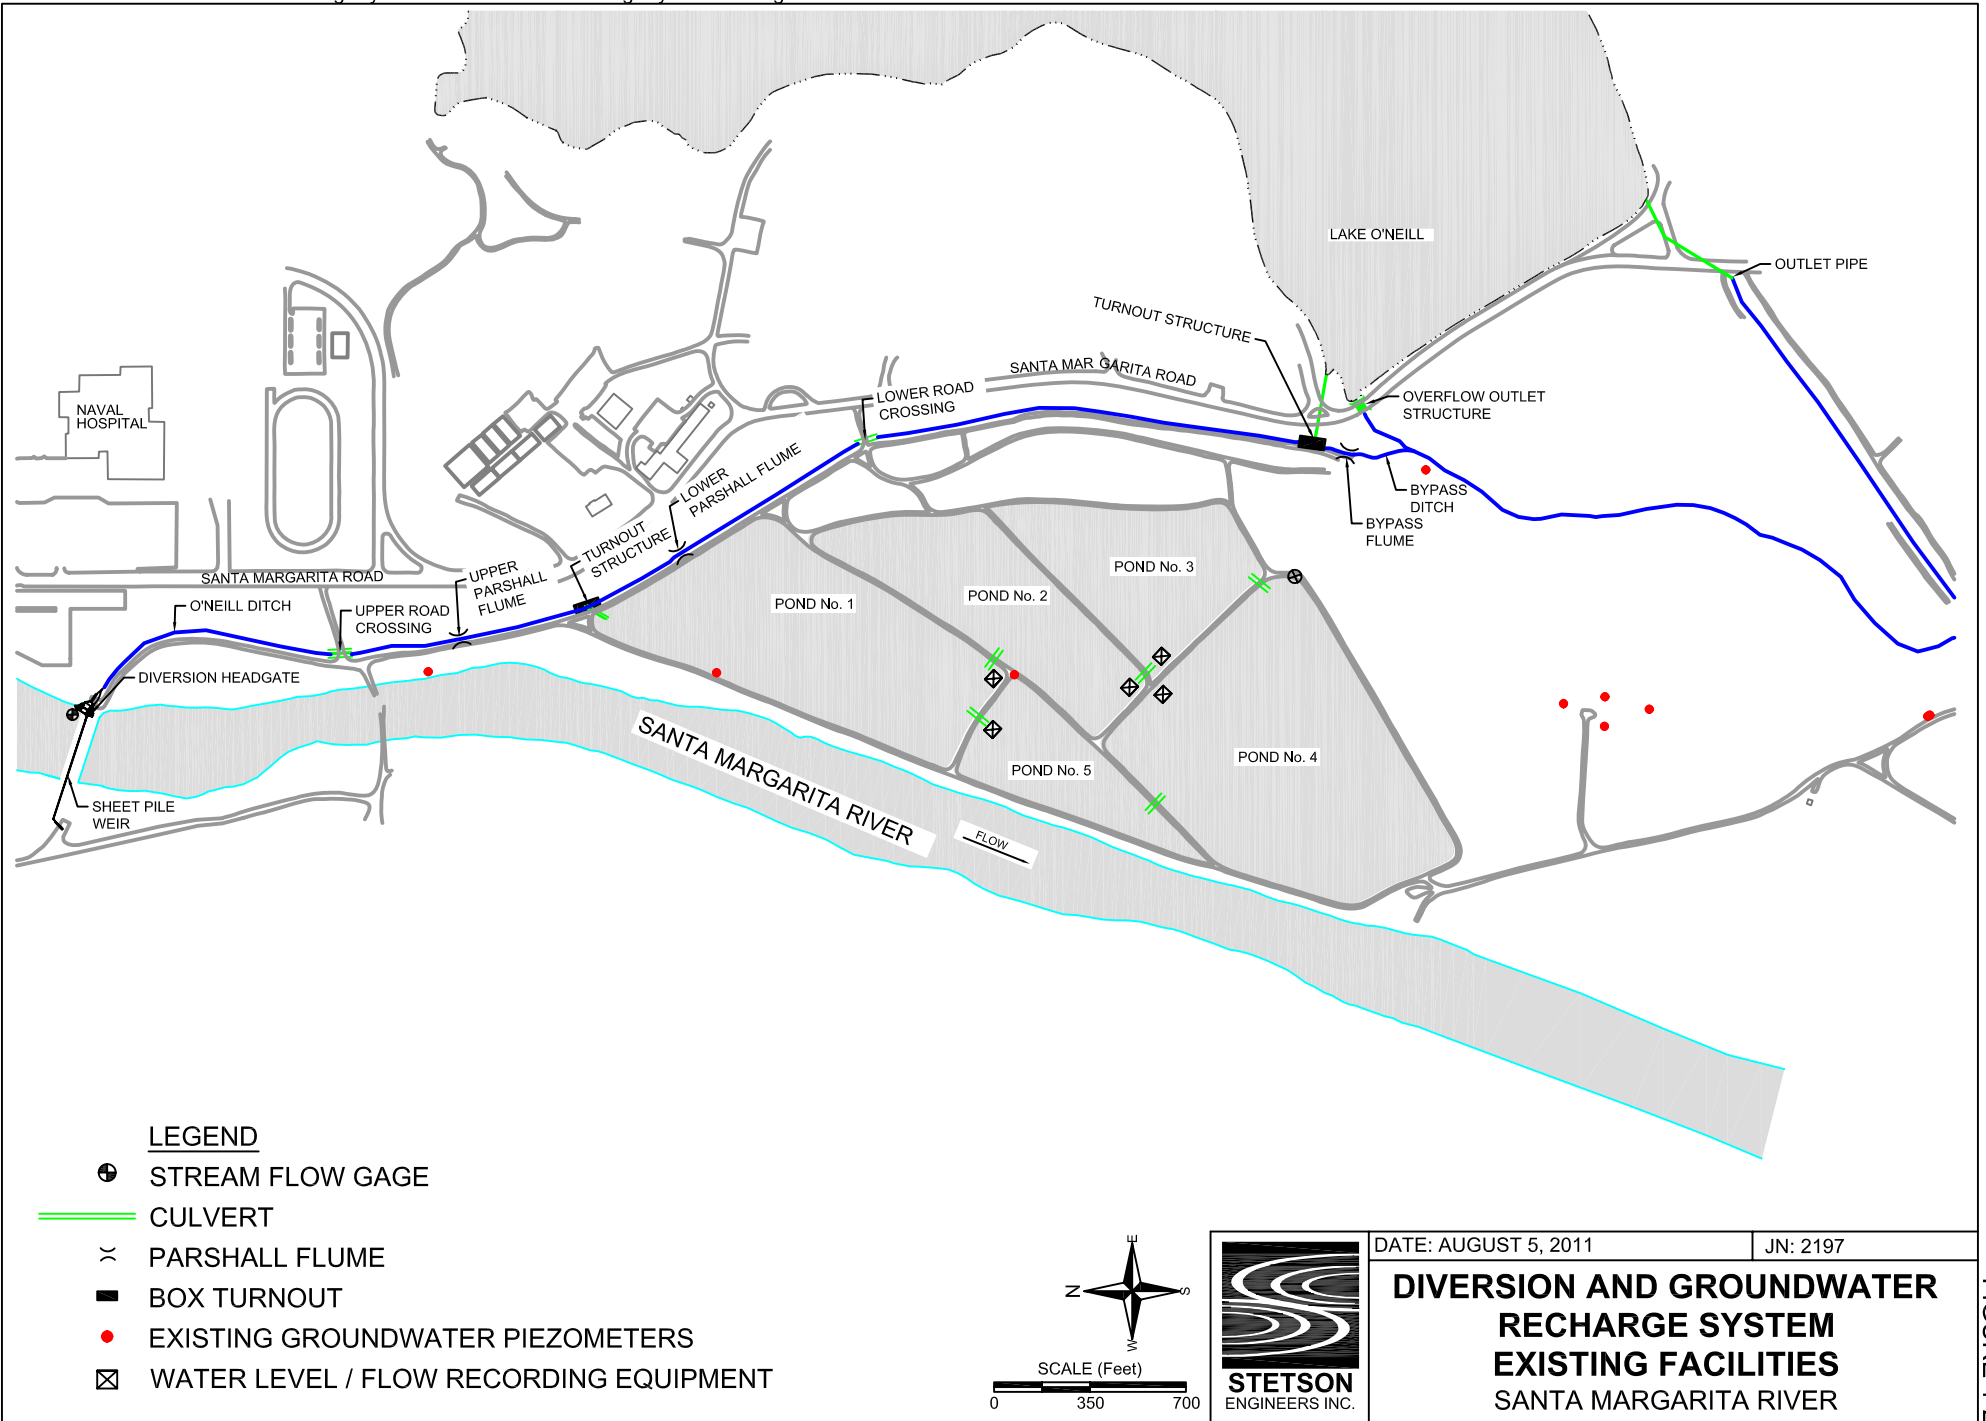 LAKE O'NEILL
OUTLET PIPE
TURNOUT STRUCTURE
SANTA MAR GARITA ROAD
LOWER ROAD
CROSSING
OVERFLOW OUTLET
STRUCTURE
NAVAL
HOSPITAL
LOWER
PARSHALL FLUME
BYPASS
DITCH
BYPASS
FLUME
TURNOUT
STRUCTURE
UPPER
PARSHALL
FLUME
SANTA MARGARITA ROAD
O'NEILL DITCH
UPPER ROAD
CROSSING
POND No. 1
POND No. 2
POND No. 3
DIVERSION HEADGATE
SANTA MARGARITA RIVER
POND No. 5
POND No. 4
SHEET PILE
WEIR
FLOW
LEGEND
STREAM FLOW GAGE
CULVERT
PARSHALL FLUME
BOX TURNOUT
EXISTING GROUNDWATER PIEZOMETERS
WATER LEVEL / FLOW RECORDING EQUIPMENT
E
N
S
W
SCALE (Feet)
0 350 700
STETSON
ENGINEERS INC.
DATE: AUGUST 5, 2011
JN: 2197
DIVERSION AND GROUNDWATER
RECHARGE SYSTEM
EXISTING FACILITIES
SANTA MARGARITA RIVER